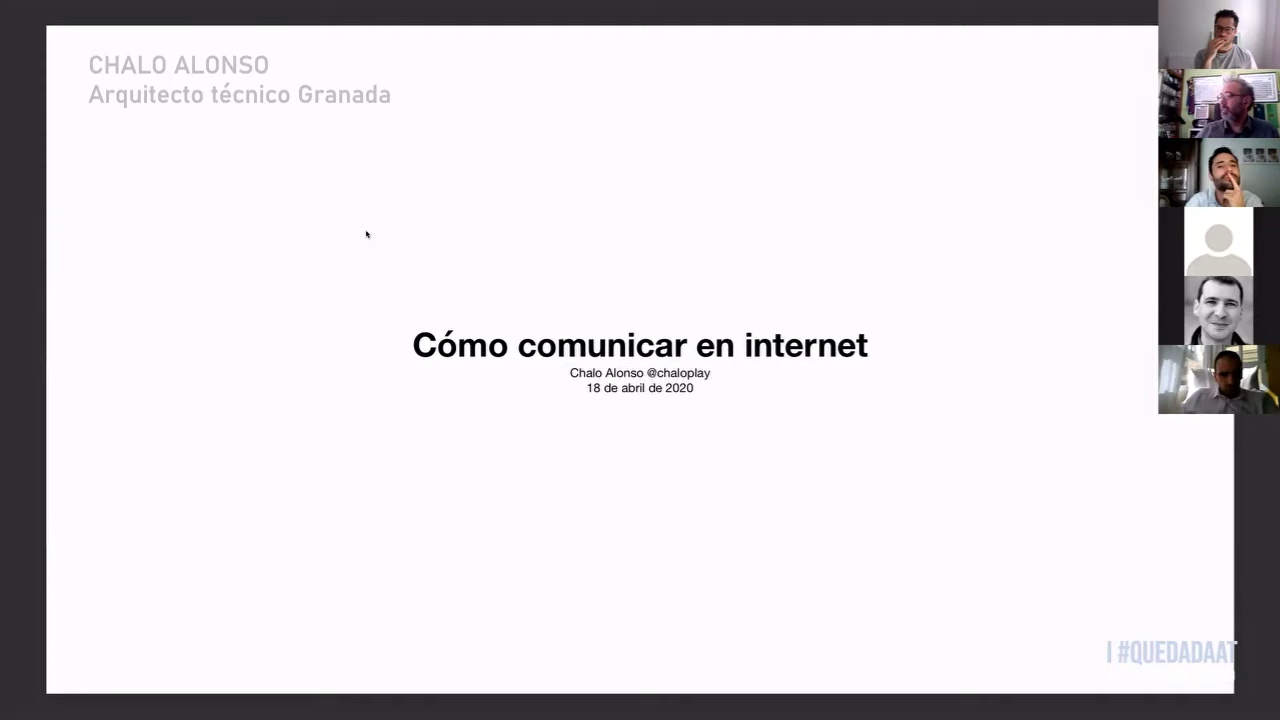 CHALO ALONSO
Arquitecto técnico Granada
Cómo comunicar en internet
Chalo Alonso @chaloplay
18 de abril de 2020
I #QUEDADAAT